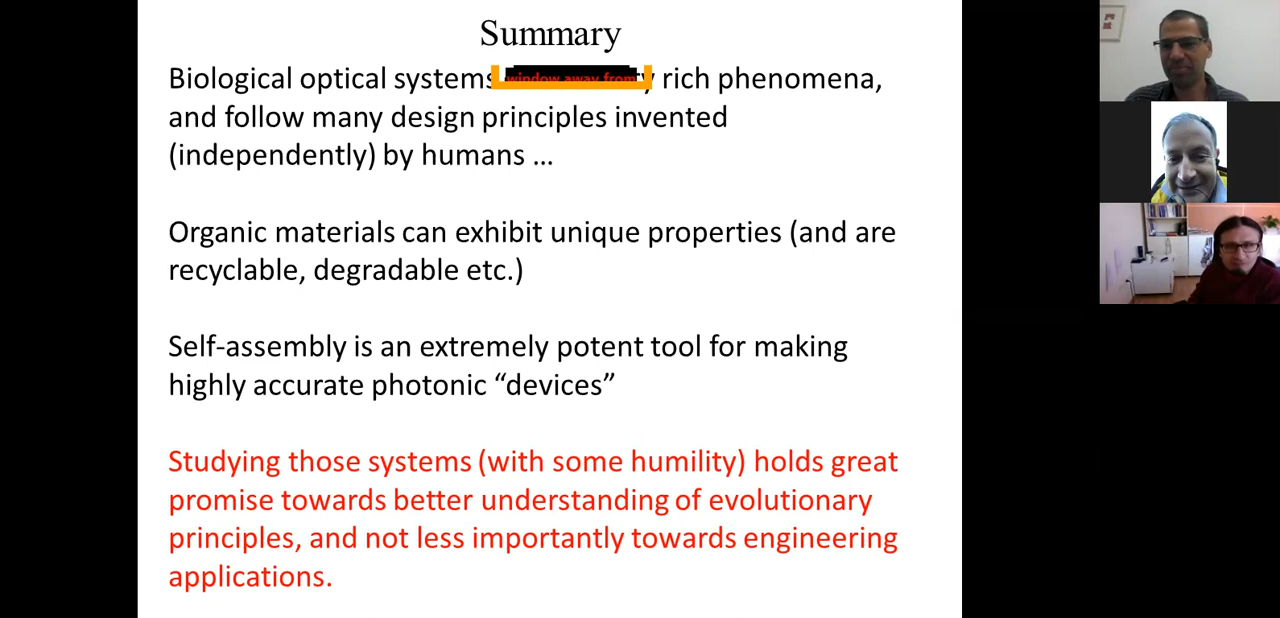 Summary
Biological optical systems window away from rich phenomena,
and follow many design principles invented
(independently) by humans …
Organic materials can exhibit unique properties (and are
recyclable, degradable etc.)
Self-assembly is an extremely potent tool for making
highly accurate photonic “devices”
Studying those systems (with some humility) holds great
promise towards better understanding of evolutionary
principles, and not less importantly towards engineering
applications.